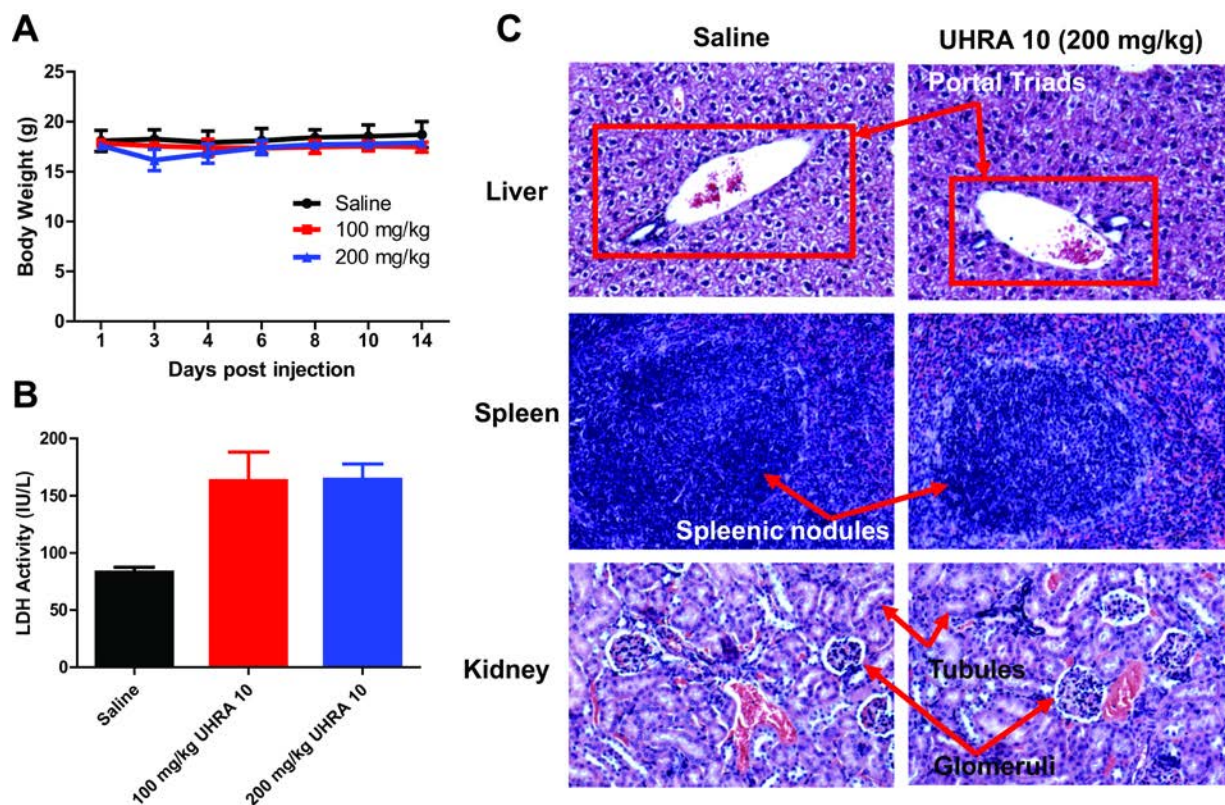 A
Body Weight (g)
25
20
15
10
5
0
Saline
100 mg/kg
200 mg/kg
1 3 4 6 8 10 14
Days post injection
B
LDH Activity (IU/L)
200
150
100
50
0
Saline
100 mg/kg UHRA 10
200 mg/kg UHRA 10
C
Saline
UHRA 10 (200 mg/kg)
Portal Triads
Liver
Spleen
Spleenic nodules
Kidney
Tubules
Glomeruli